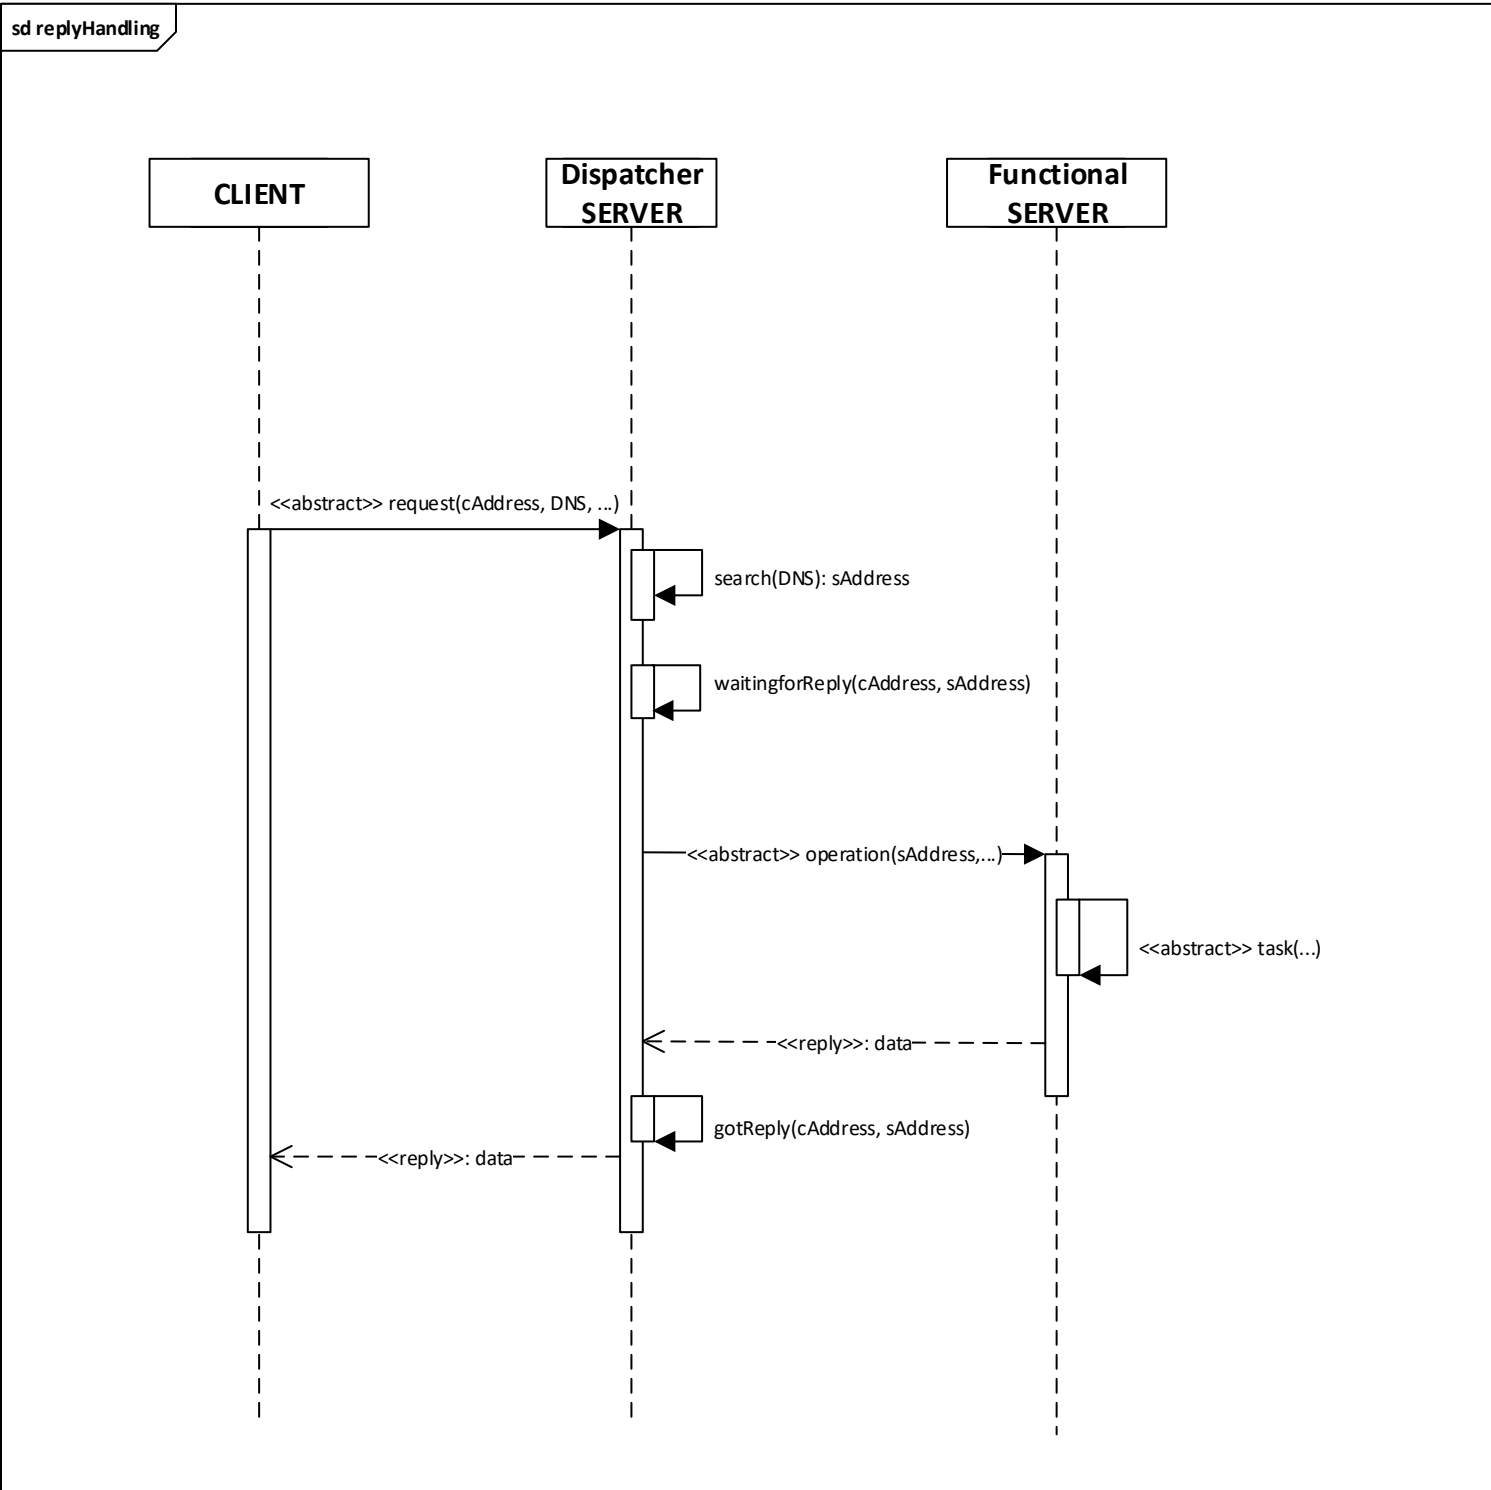 sd replyHandling
CLIENT
Dispatcher
SERVER
Functional
SERVER
<<abstract>> request(cAddress, DNS, ...)
search(DNS): sAddress
waitingforReply(cAddress, sAddress)
<<abstract>> operation(sAddress,...)
<<abstract>> task(...)
<<reply>>: data
gotReply(cAddress, sAddress)
<<reply>>: data